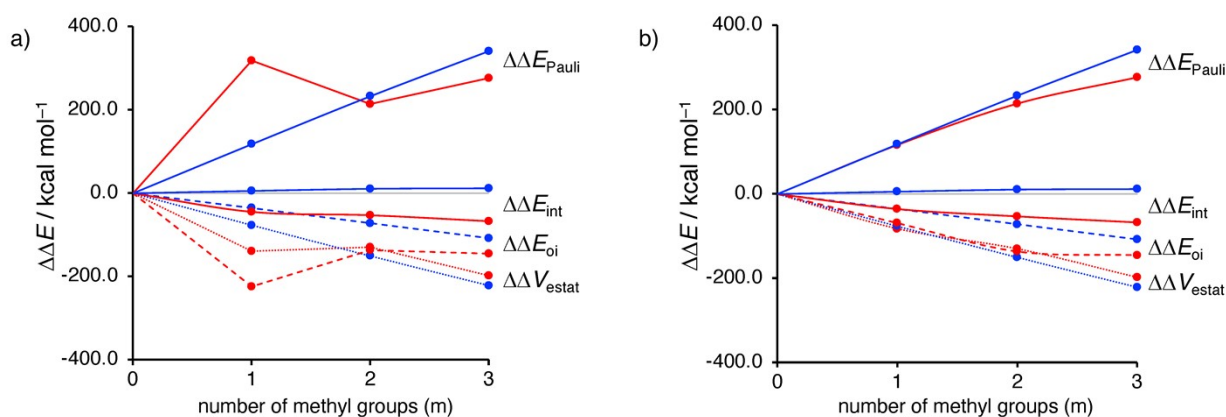 a)
400.0
200.0
0.0
-200.0
-400.0
ΔΔE / kcal mol⁻¹
0 1 2 3
number of methyl groups (m)
ΔΔE_Pauli
ΔΔE_int
ΔΔE_oi
ΔΔV_estat
b)
400.0
200.0
0.0
-200.0
-400.0
ΔΔE / kcal mol⁻¹
0 1 2 3
number of methyl groups (m)
ΔΔE_Pauli
ΔΔE_int
ΔΔE_oi
ΔΔV_estat